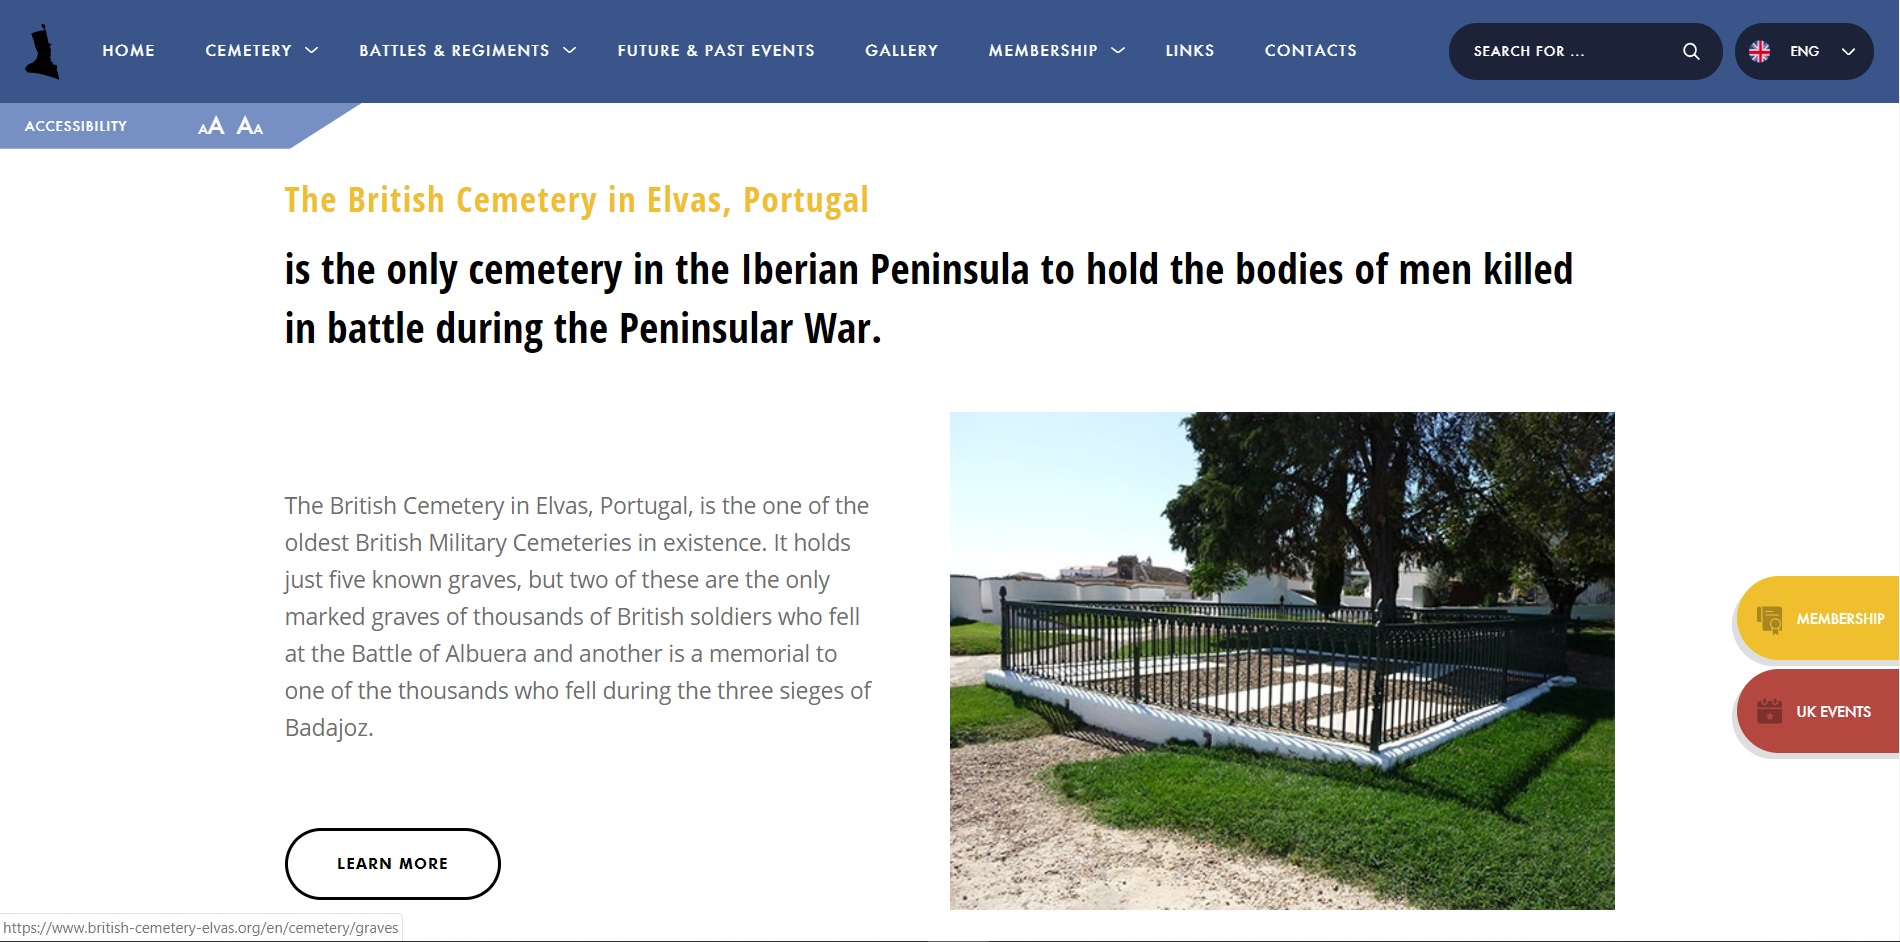 HOME CEMETERY BATTLES & REGIMENTS FUTURE & PAST EVENTS GALLERY MEMBERSHIP LINKS CONTACTS SEARCH FOR ... ENG
ACCESSIBILITY AA AA
The British Cemetery in Elvas, Portugal
is the only cemetery in the Iberian Peninsula to hold the bodies of men killed
in battle during the Peninsular War.
The British Cemetery in Elvas, Portugal, is the one of the
oldest British Military Cemeteries in existence. It holds
just five known graves, but two of these are the only
marked graves of thousands of British soldiers who fell
at the Battle of Albuera and another is a memorial to
one of the thousands who fell during the three sieges of
Badajoz.
LEARN MORE
MEMBERSHIP
UK EVENTS
https://www.british-cemetery-elvas.org/en/cemetery/graves